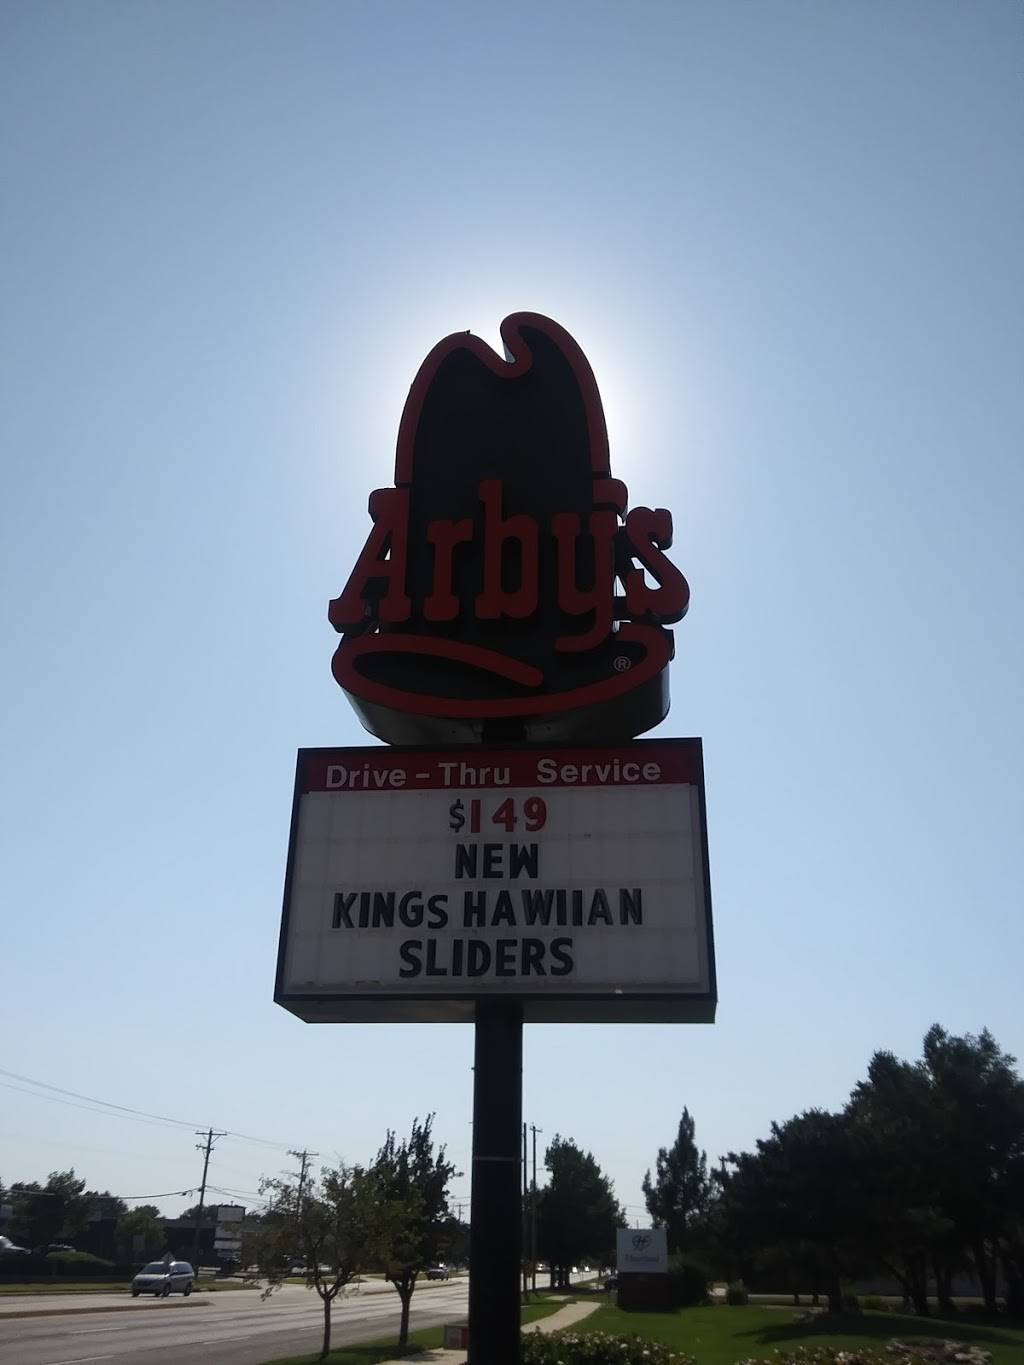 Arby's
®
Drive-Thru Service
$149
NEW
KINGS HAWIIAN
SLIDERS